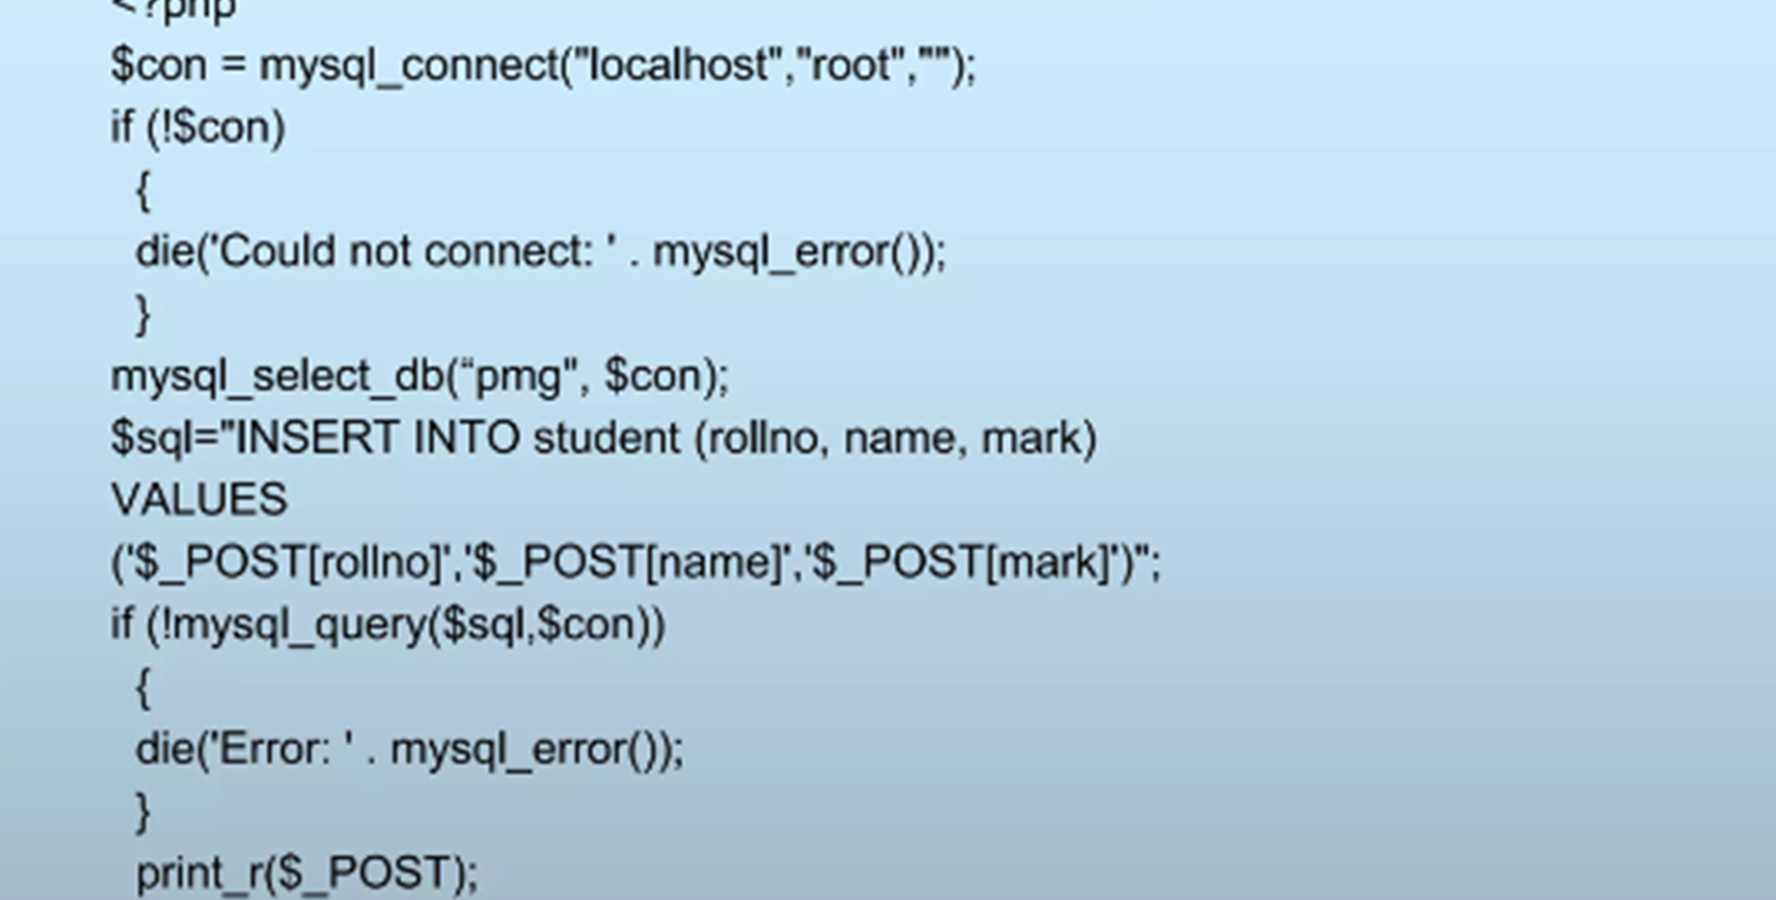 <?php
$con = mysql_connect("localhost","root","");
if (!$con)
{
die('Could not connect: ' . mysql_error());
}
mysql_select_db(“pmg", $con);
$sql="INSERT INTO student (rollno, name, mark)
VALUES
('$_POST[rollno]','$_POST[name]','$_POST[mark]')";
if (!mysql_query($sql,$con))
{
die('Error: ' . mysql_error());
}
print_r($_POST);